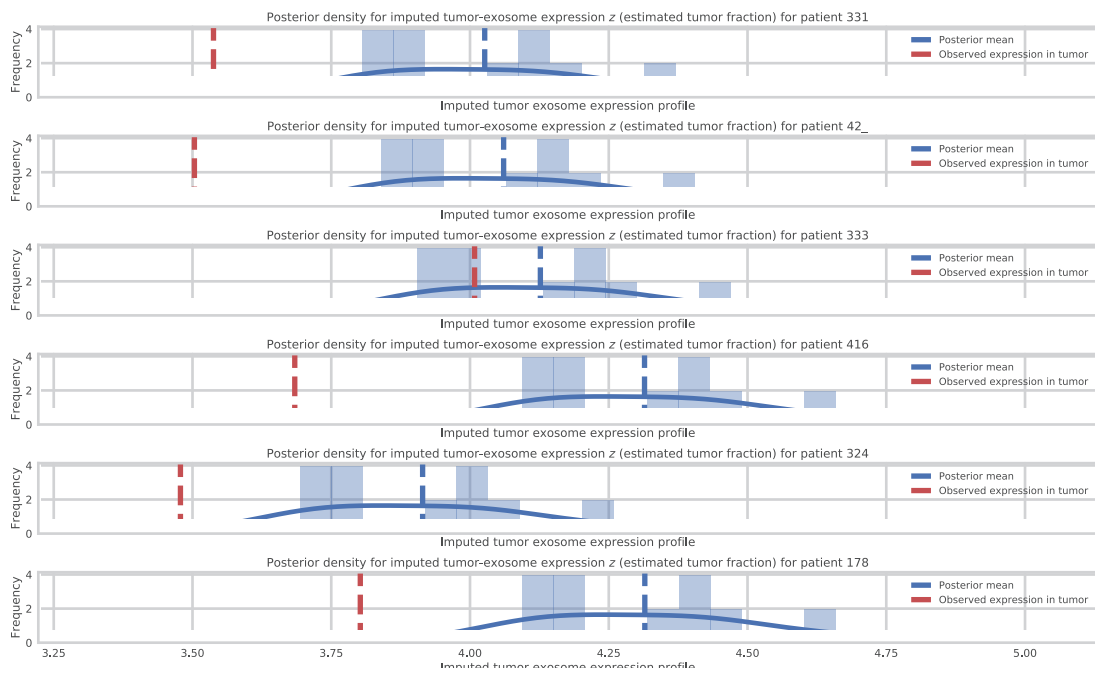 Posterior density for imputed tumor-exosome expression z (estimated tumor fraction) for patient 331
4
2
0
Frequency
Posterior mean
Observed expression in tumor
Imputed tumor exosome expression profile
Posterior density for imputed tumor-exosome expression z (estimated tumor fraction) for patient 42_
4
2
0
Frequency
Posterior mean
Observed expression in tumor
Imputed tumor exosome expression profile
Posterior density for imputed tumor-exosome expression z (estimated tumor fraction) for patient 333
4
2
0
Frequency
Posterior mean
Observed expression in tumor
Imputed tumor exosome expression profile
Posterior density for imputed tumor-exosome expression z (estimated tumor fraction) for patient 416
4
2
0
Frequency
Posterior mean
Observed expression in tumor
Imputed tumor exosome expression profile
Posterior density for imputed tumor-exosome expression z (estimated tumor fraction) for patient 324
4
2
0
Frequency
Posterior mean
Observed expression in tumor
Imputed tumor exosome expression profile
Posterior density for imputed tumor-exosome expression z (estimated tumor fraction) for patient 178
4
2
0
Frequency
Posterior mean
Observed expression in tumor
3.25 3.50 3.75 4.00 4.25 4.50 4.75 5.00
Imputed tumor exosome expression profile